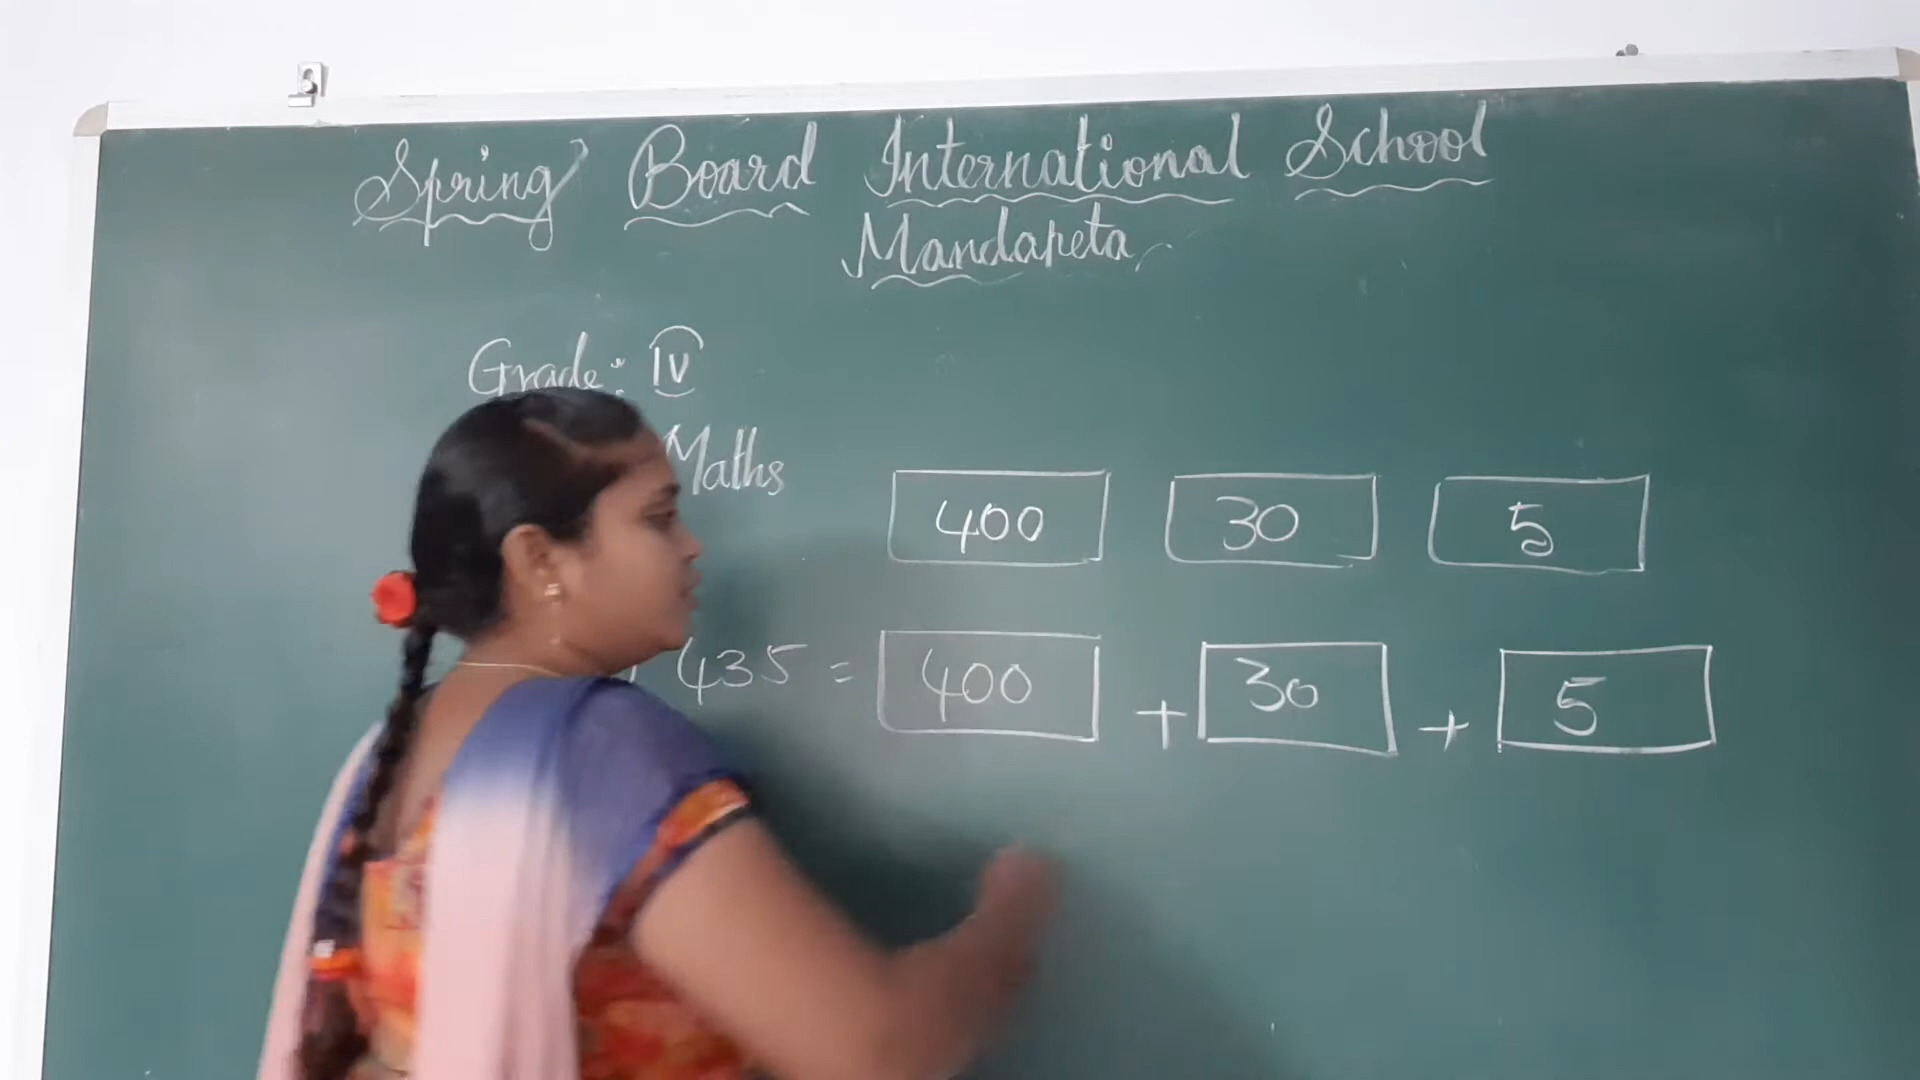 Spring Board International School
Mandapeta
Grade: IV
Maths
400 30 5
435 = 400 + 30 + 5